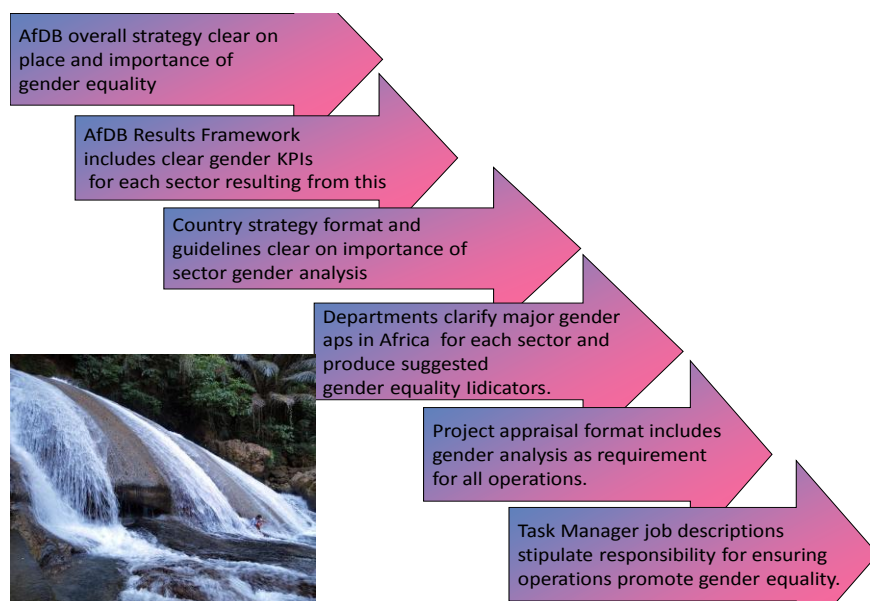 AfDB overall strategy clear on
place and importance of
gender equality
AfDB Results Framework
includes clear gender KPIs
for each sector resulting from this
Country strategy format and
guidelines clear on importance of
sector gender analysis
Departments clarify major gender
aps in Africa for each sector and
produce suggested
gender equality Iidicators.
Project appraisal format includes
gender analysis as requirement
for all operations.
Task Manager job descriptions
stipulate responsibility for ensuring
operations promote gender equality.